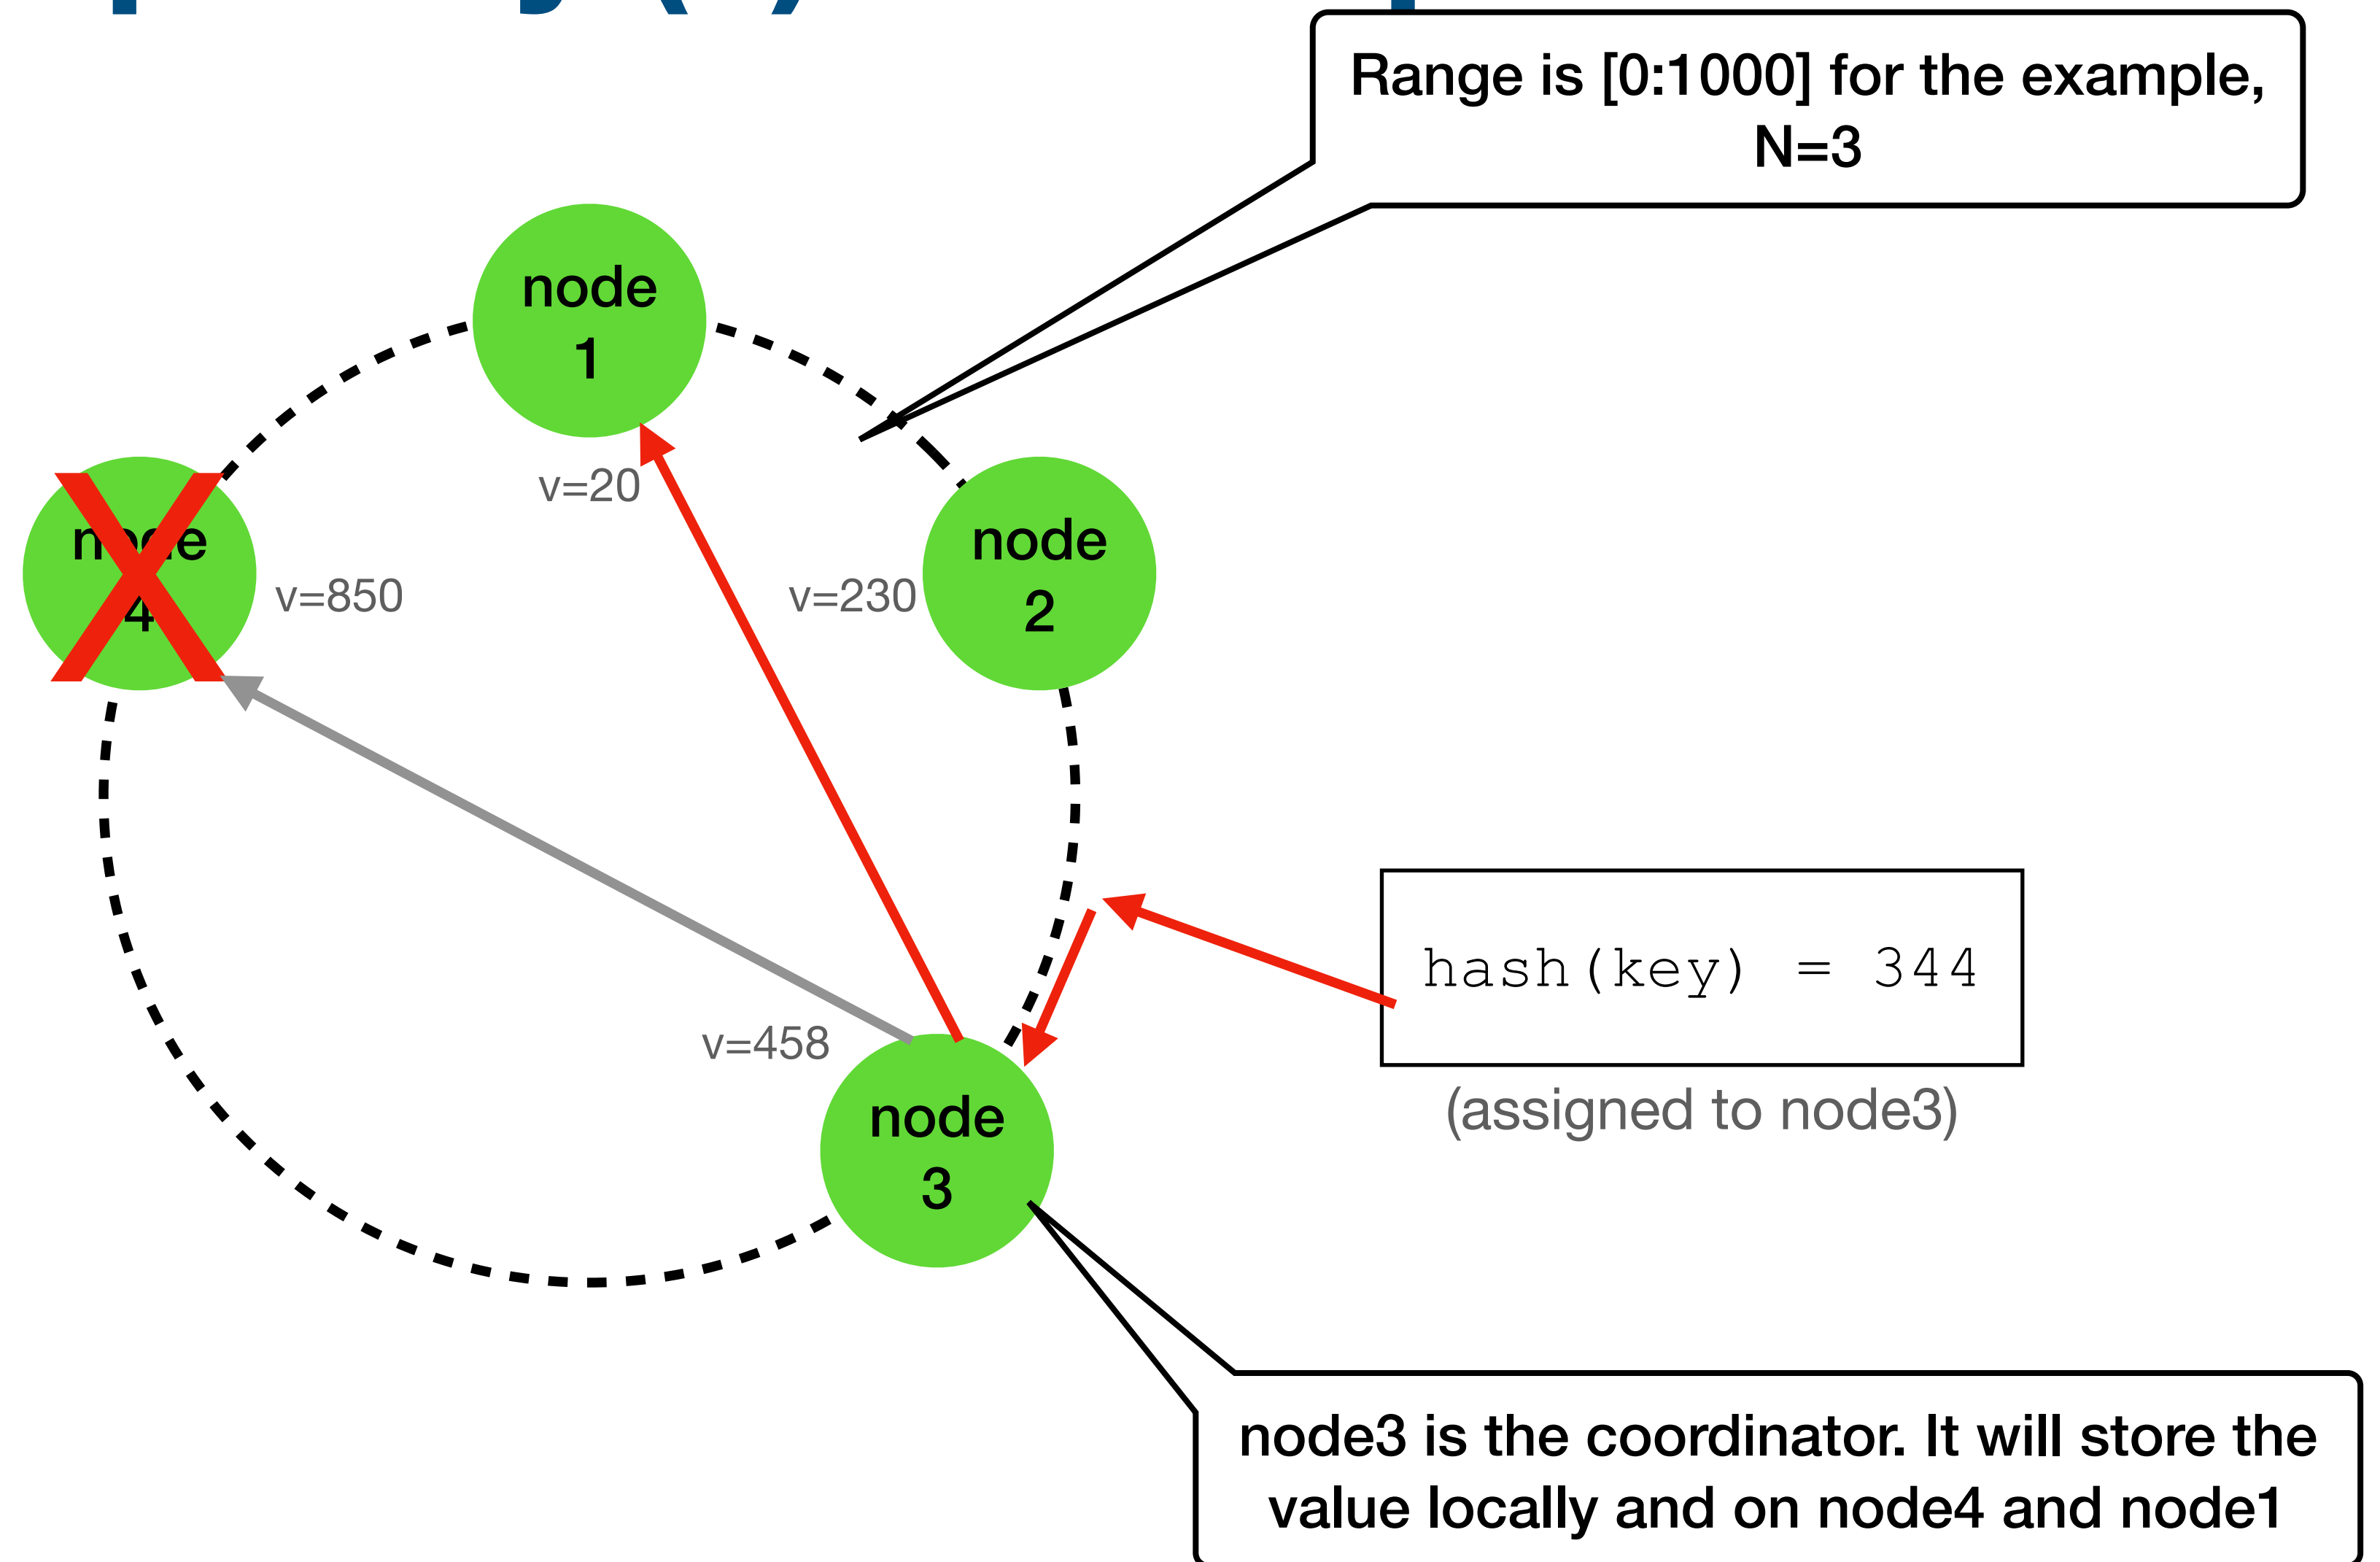 Range is [0:1000] for the example,
N=3
node
1
v=20
node
4
v=850
v=230
node
2
hash(key) = 344
(assigned to node3)
v=458
node
3
node3 is the coordinator. It will store the
value locally and on node4 and node1